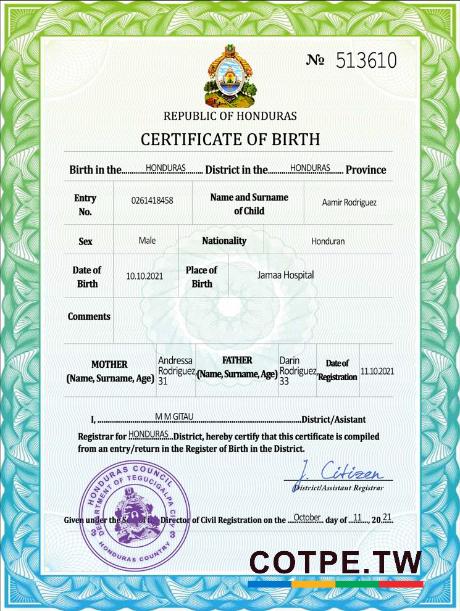 № 513610
REPUBLIC OF HONDURAS
CERTIFICATE OF BIRTH
Birth in the....HONDURAS.... District in the....HONDURAS.... Province
Entry No. 0261418458 Name and Surname of Child Aamir Rodriguez
Sex Male Nationality Honduran
Date of Birth 10.10.2021 Place of Birth Jamaa Hospital
Comments
MOTHER (Name, Surname, Age) Andressa Rodriguez 31 FATHER (Name, Surname, Age) Darin Rodriguez 33 Date of Registration 11.10.2021
I, ....M M GITAU....District/Asistant
Registrar for HONDURAS...District, hereby certify that this certificate is compiled
from an entry/return in the Register of Birth in the District.
J. Citizen
District/Assistant Registrar
HONDURAS COUNCIL
DEPARTMENT OF TEGUCIGALPA CITY
HONDURAS COUNTRY
Given under the Seal of the Director of Civil Registration on the ....October.... day of ..11.., 20.21.
COTPE.TW